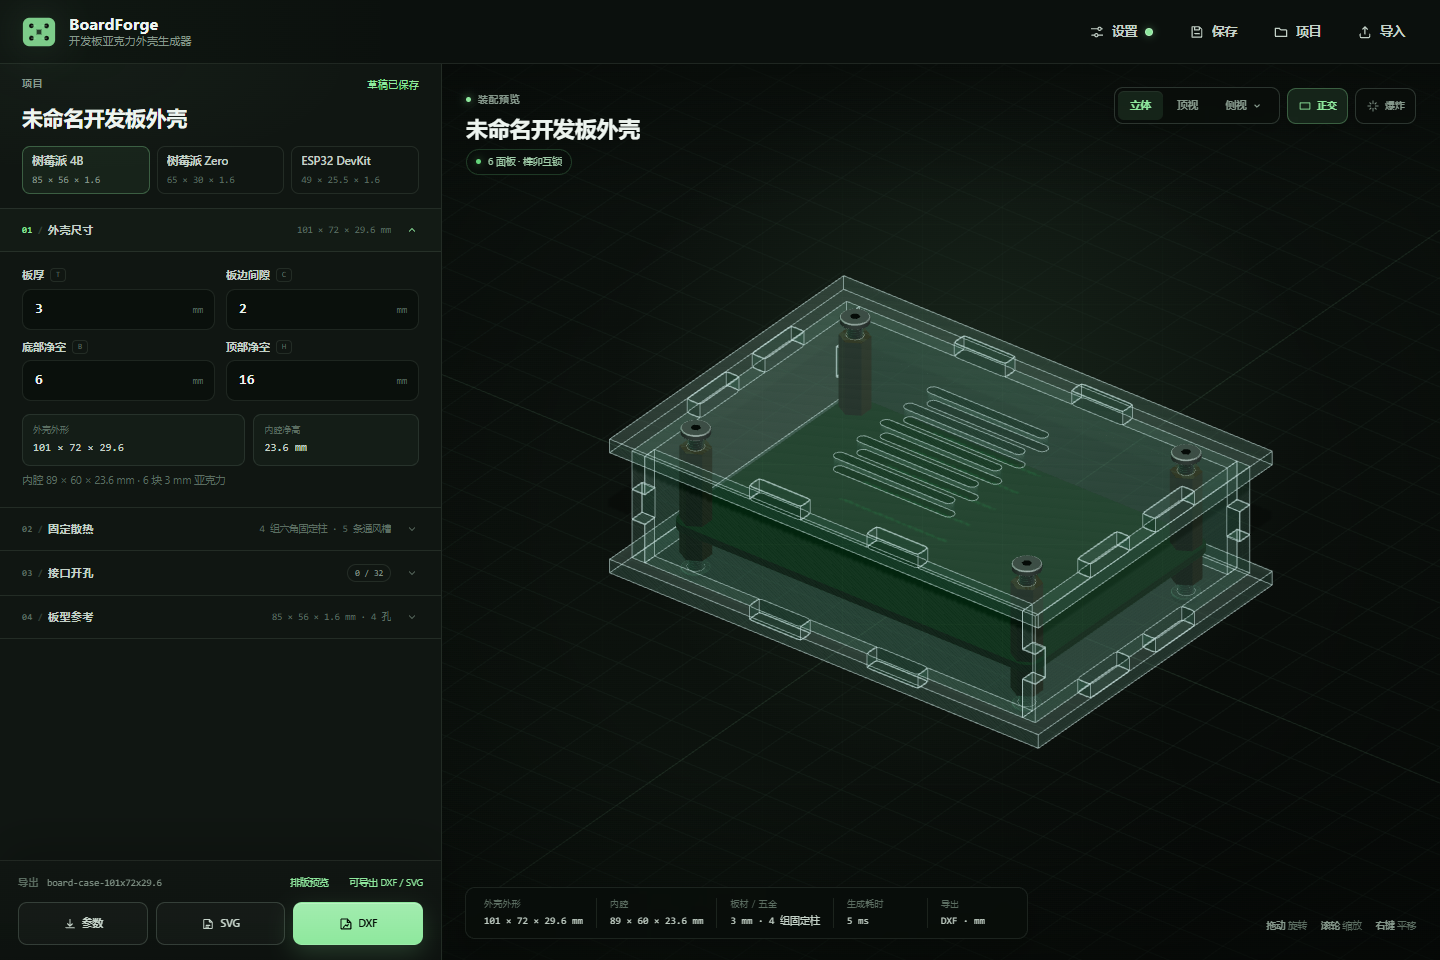 BoardForge
开发板亚克力外壳生成器
设置
保存
项目
导入
项目
草稿已保存
未命名开发板外壳
树莓派 4B
85 × 56 × 1.6
树莓派 Zero
65 × 30 × 1.6
ESP32 DevKit
49 × 25.5 × 1.6
01 / 外壳尺寸
101 × 72 × 29.6 mm
板厚 T
3 mm
板边间隙 C
2 mm
底部净空 B
6 mm
顶部净空 H
16 mm
外壳外形
101 × 72 × 29.6
内腔净高
23.6 mm
内腔 89 × 60 × 23.6 mm · 6 块 3 mm 亚克力
02 / 固定散热
4 组六角固定柱 · 5 条通风槽
03 / 接口开孔
0 / 32
04 / 板型参考
85 × 56 × 1.6 mm · 4 孔
导出 board-case-101x72x29.6
排版预览
可导出 DXF / SVG
参数
SVG
DXF
装配预览
未命名开发板外壳
6 面板 · 榫卯互锁
立体
顶视
侧视
正交
爆炸
外壳外形
101 × 72 × 29.6 mm
内腔
89 × 60 × 23.6 mm
板材 / 五金
3 mm · 4 组固定柱
生成耗时
5 ms
导出
DXF · mm
拖动 旋转
滚轮 缩放
右键 平移